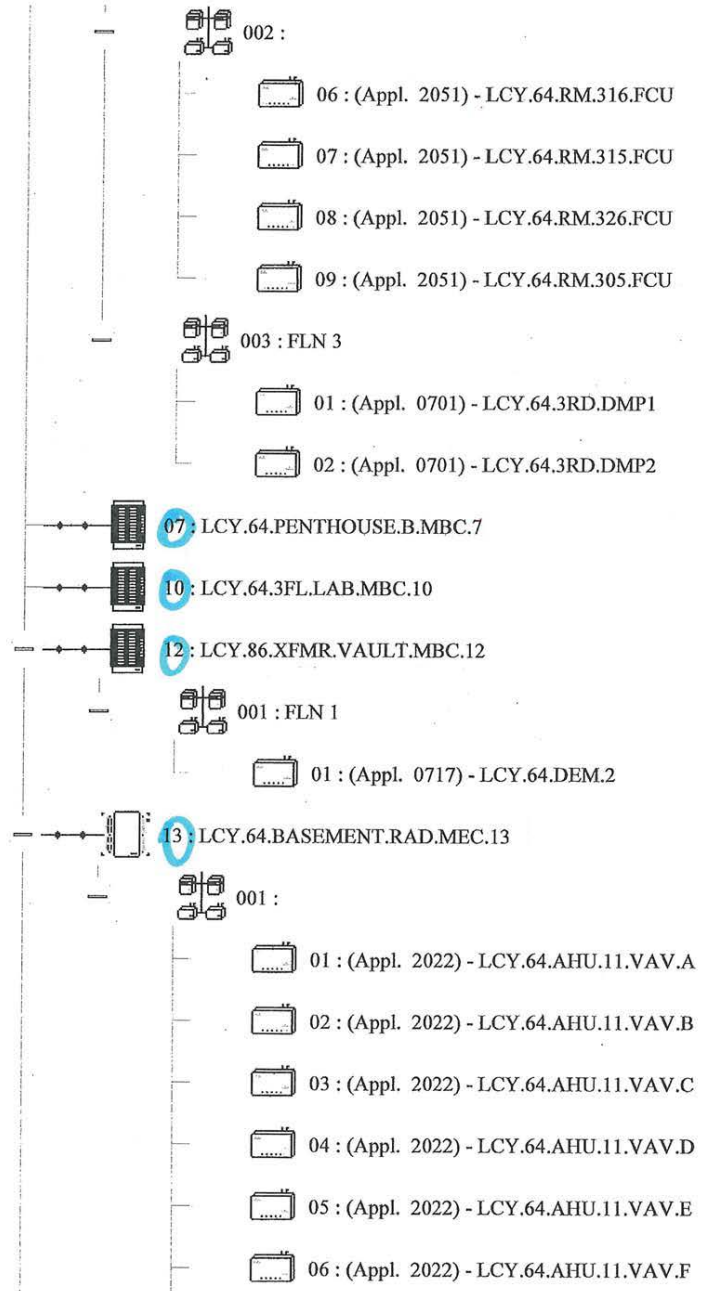 002 :
06 : (Appl. 2051) - LCY.64.RM.316.FCU
07 : (Appl. 2051) - LCY.64.RM.315.FCU
08 : (Appl. 2051) - LCY.64.RM.326.FCU
09 : (Appl. 2051) - LCY.64.RM.305.FCU
003 : FLN 3
01 : (Appl. 0701) - LCY.64.3RD.DMP1
02 : (Appl. 0701) - LCY.64.3RD.DMP2
07 : LCY.64.PENTHOUSE.B.MBC.7
10 : LCY.64.3FL.LAB.MBC.10
12 : LCY.86.XFMR.VAULT.MBC.12
001 : FLN 1
01 : (Appl. 0717) - LCY.64.DEM.2
13 : LCY.64.BASEMENT.RAD.MEC.13
001 :
01 : (Appl. 2022) - LCY.64.AHU.11.VAV.A
02 : (Appl. 2022) - LCY.64.AHU.11.VAV.B
03 : (Appl. 2022) - LCY.64.AHU.11.VAV.C
04 : (Appl. 2022) - LCY.64.AHU.11.VAV.D
05 : (Appl. 2022) - LCY.64.AHU.11.VAV.E
06 : (Appl. 2022) - LCY.64.AHU.11.VAV.F